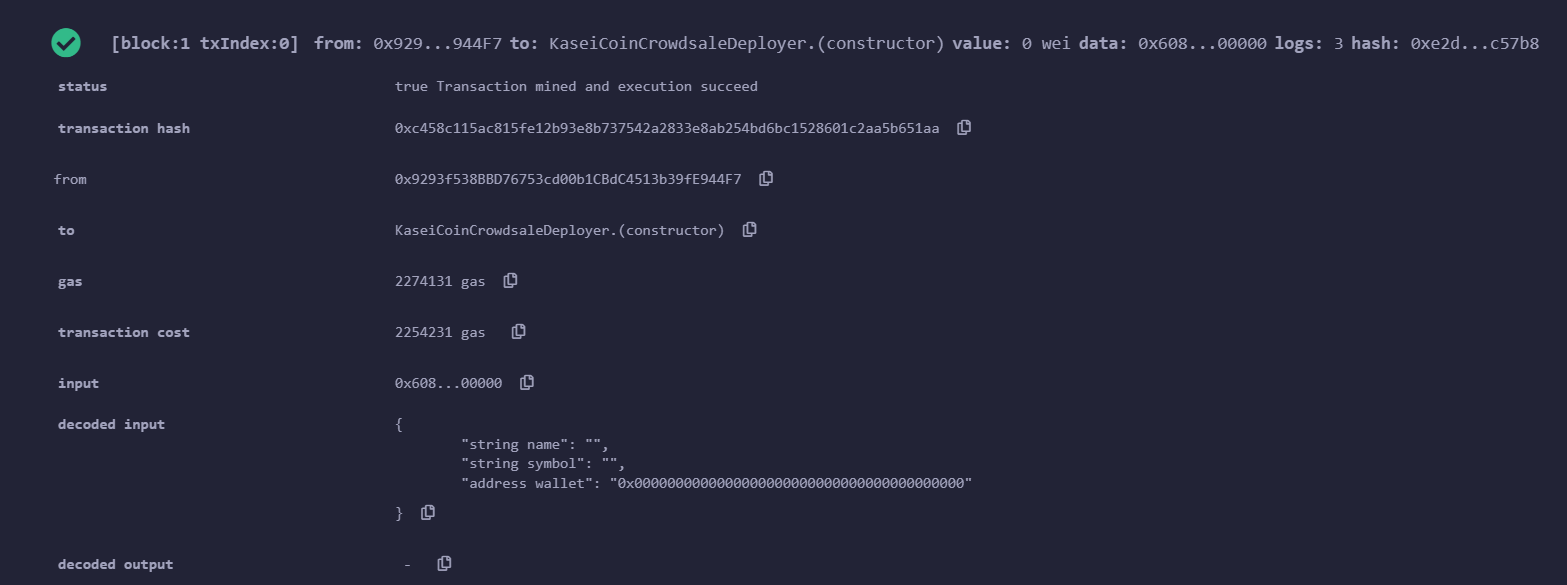 [block:1 txIndex:0] from: 0x929...944F7 to: KaseiCoinCrowdsaleDeployer.(constructor) value: 0 wei data: 0x608...00000 logs: 3 hash: 0xe2d...c57b8
status true Transaction mined and execution succeed
transaction hash 0xc458c115ac815fe12b93e8b737542a2833e8ab254bd6bc1528601c2aa5b651aa
from 0x9293f538BBD76753cd00b1CBdC4513b39fE944F7
to KaseiCoinCrowdsaleDeployer.(constructor)
gas 2274131 gas
transaction cost 2254231 gas
input 0x608...00000
decoded input {
"string name": "",
"string symbol": "",
"address wallet": "0x0000000000000000000000000000000000000000"
}
decoded output -